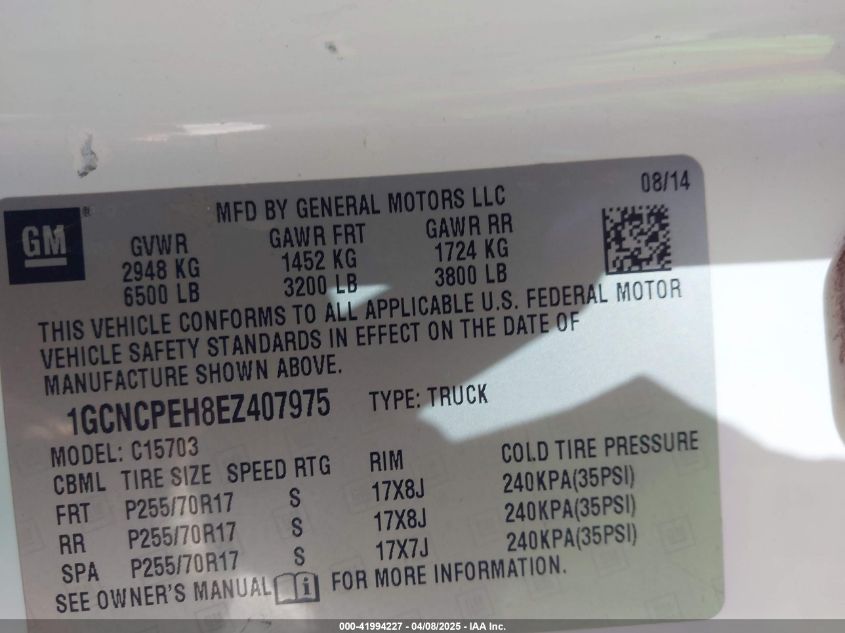 GM®
MFD BY GENERAL MOTORS LLC
08/14
GVWR GAWR FRT GAWR RR
2948 KG 1452 KG 1724 KG
6500 LB 3200 LB 3800 LB
THIS VEHICLE CONFORMS TO ALL APPLICABLE U.S. FEDERAL MOTOR
VEHICLE SAFETY STANDARDS IN EFFECT ON THE DATE OF
MANUFACTURE SHOWN ABOVE.
1GCNCPEH8EZ407975 TYPE: TRUCK
MODEL: C15703
CBML TIRE SIZE SPEED RTG RIM COLD TIRE PRESSURE
FRT P255/70R17 S 17X8J 240KPA(35PSI)
RR P255/70R17 S 17X8J 240KPA(35PSI)
SPA P255/70R17 S 17X7J 240KPA(35PSI)
SEE OWNER'S MANUAL i FOR MORE INFORMATION.
000-41994227 - 04/08/2025 - IAA Inc.